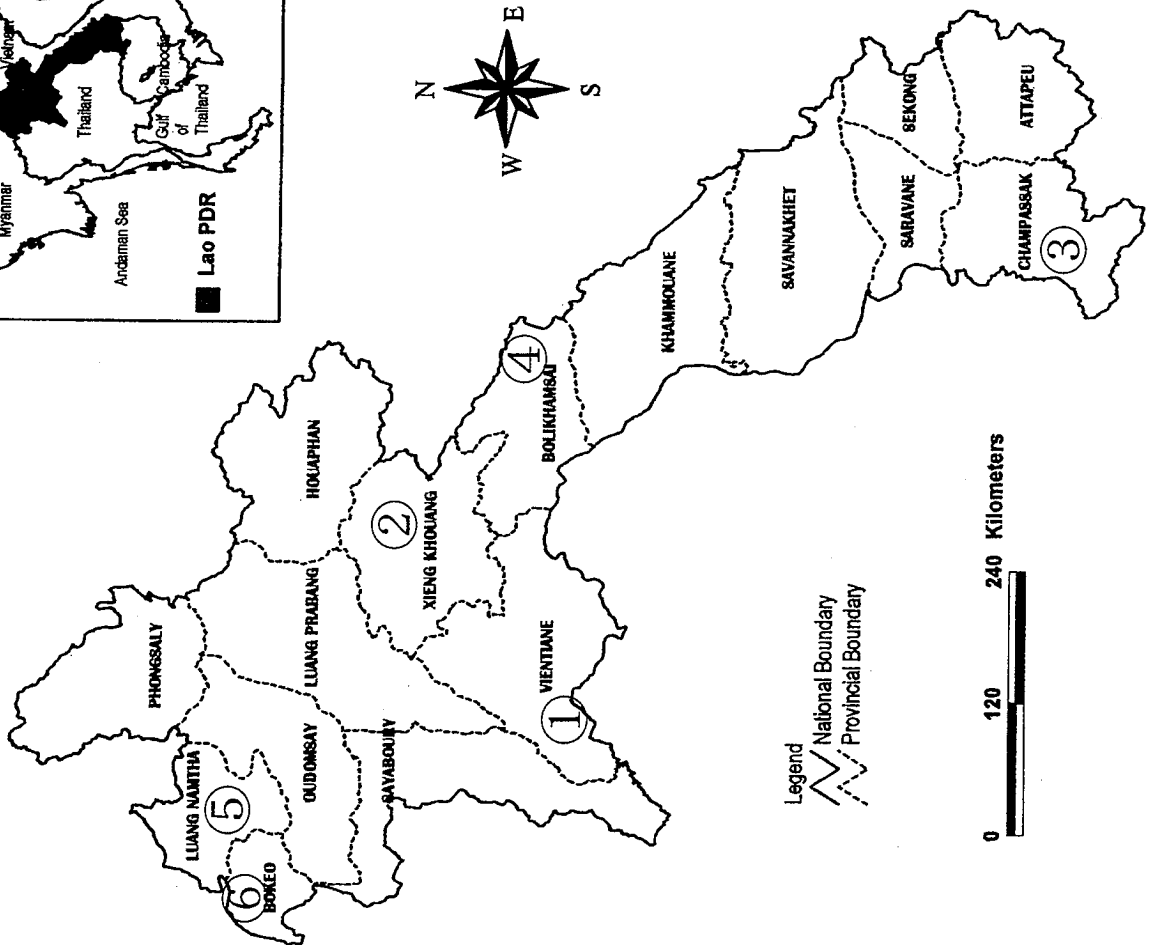 Myanmar
Vietnam
Thailand
Cambodia
Gulf
of
Thailand
Andaman Sea
Lao PDR
N
E
W
S
PHONGSALY
LUANG NAMTHA
5
6
BOKEO
OUDOMSAY
LUANG PRABANG
HOUAPHAN
2
XIENG KHOUANG
SAYABOURY
VIENTIANE
1
4
BOLIKHAMSAI
KHAMMOUANE
SAVANNAKHET
SARAVANE
SEKONG
CHAMPASSAK
3
ATTAPEU
Legend
National Boundary
Provincial Boundary
0 120 240 Kilometers